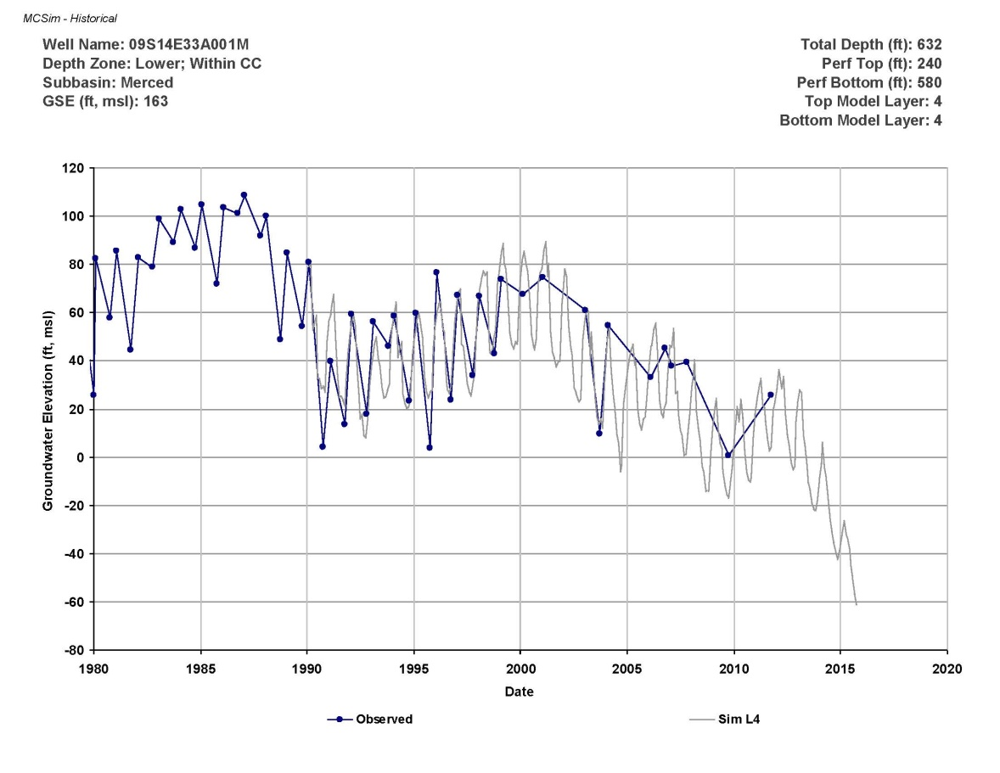 MCSim - Historical
Well Name: 09S14E33A001M
Depth Zone: Lower; Within CC
Subbasin: Merced
GSE (ft, msl): 163
Total Depth (ft): 632
Perf Top (ft): 240
Perf Bottom (ft): 580
Top Model Layer: 4
Bottom Model Layer: 4
Groundwater Elevation (ft, msl)
120
100
80
60
40
20
0
-20
-40
-60
-80
1980 1985 1990 1995 2000 2005 2010 2015 2020
Date
Observed Sim L4